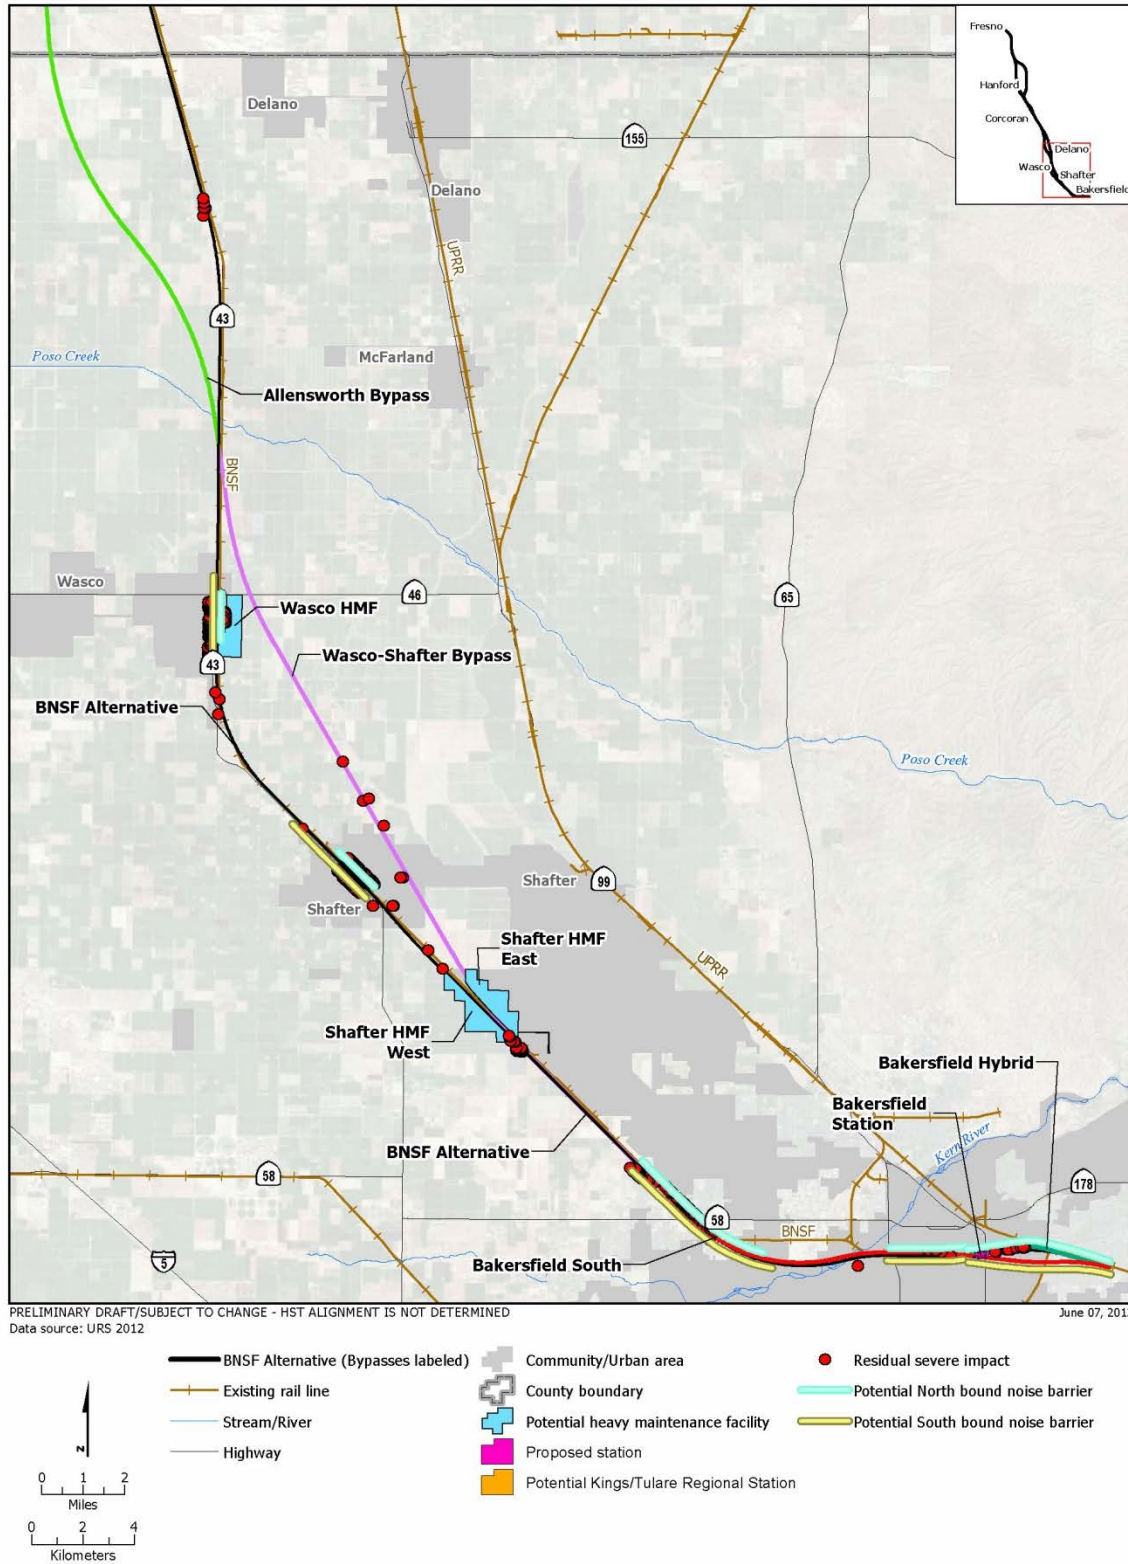 Fresno
Hanford
Corcoran
Delano
Wasco
Shafter
Bakersfield
Delano
155
Delano
UPRR
43
Poso Creek
McFarland
Allensworth Bypass
BNSF
Wasco
46
65
Wasco HMF
Wasco-Shafter Bypass
43
BNSF Alternative
Poso Creek
Shafter
99
Shafter
Shafter HMF
East
UPRR
Shafter HMF
West
Bakersfield Hybrid
Bakersfield
Station
Kern River
BNSF Alternative
58
178
58
BNSF
5
Bakersfield South
PRELIMINARY DRAFT/SUBJECT TO CHANGE - HST ALIGNMENT IS NOT DETERMINED
June 07, 201
Data source: URS 2012
BNSF Alternative (Bypasses labeled)
Community/Urban area
Residual severe impact
Existing rail line
County boundary
Potential North bound noise barrier
Stream/River
Potential heavy maintenance facility
Potential South bound noise barrier
Highway
Proposed station
Potential Kings/Tulare Regional Station
N
0 1 2
Miles
0 2 4
Kilometers